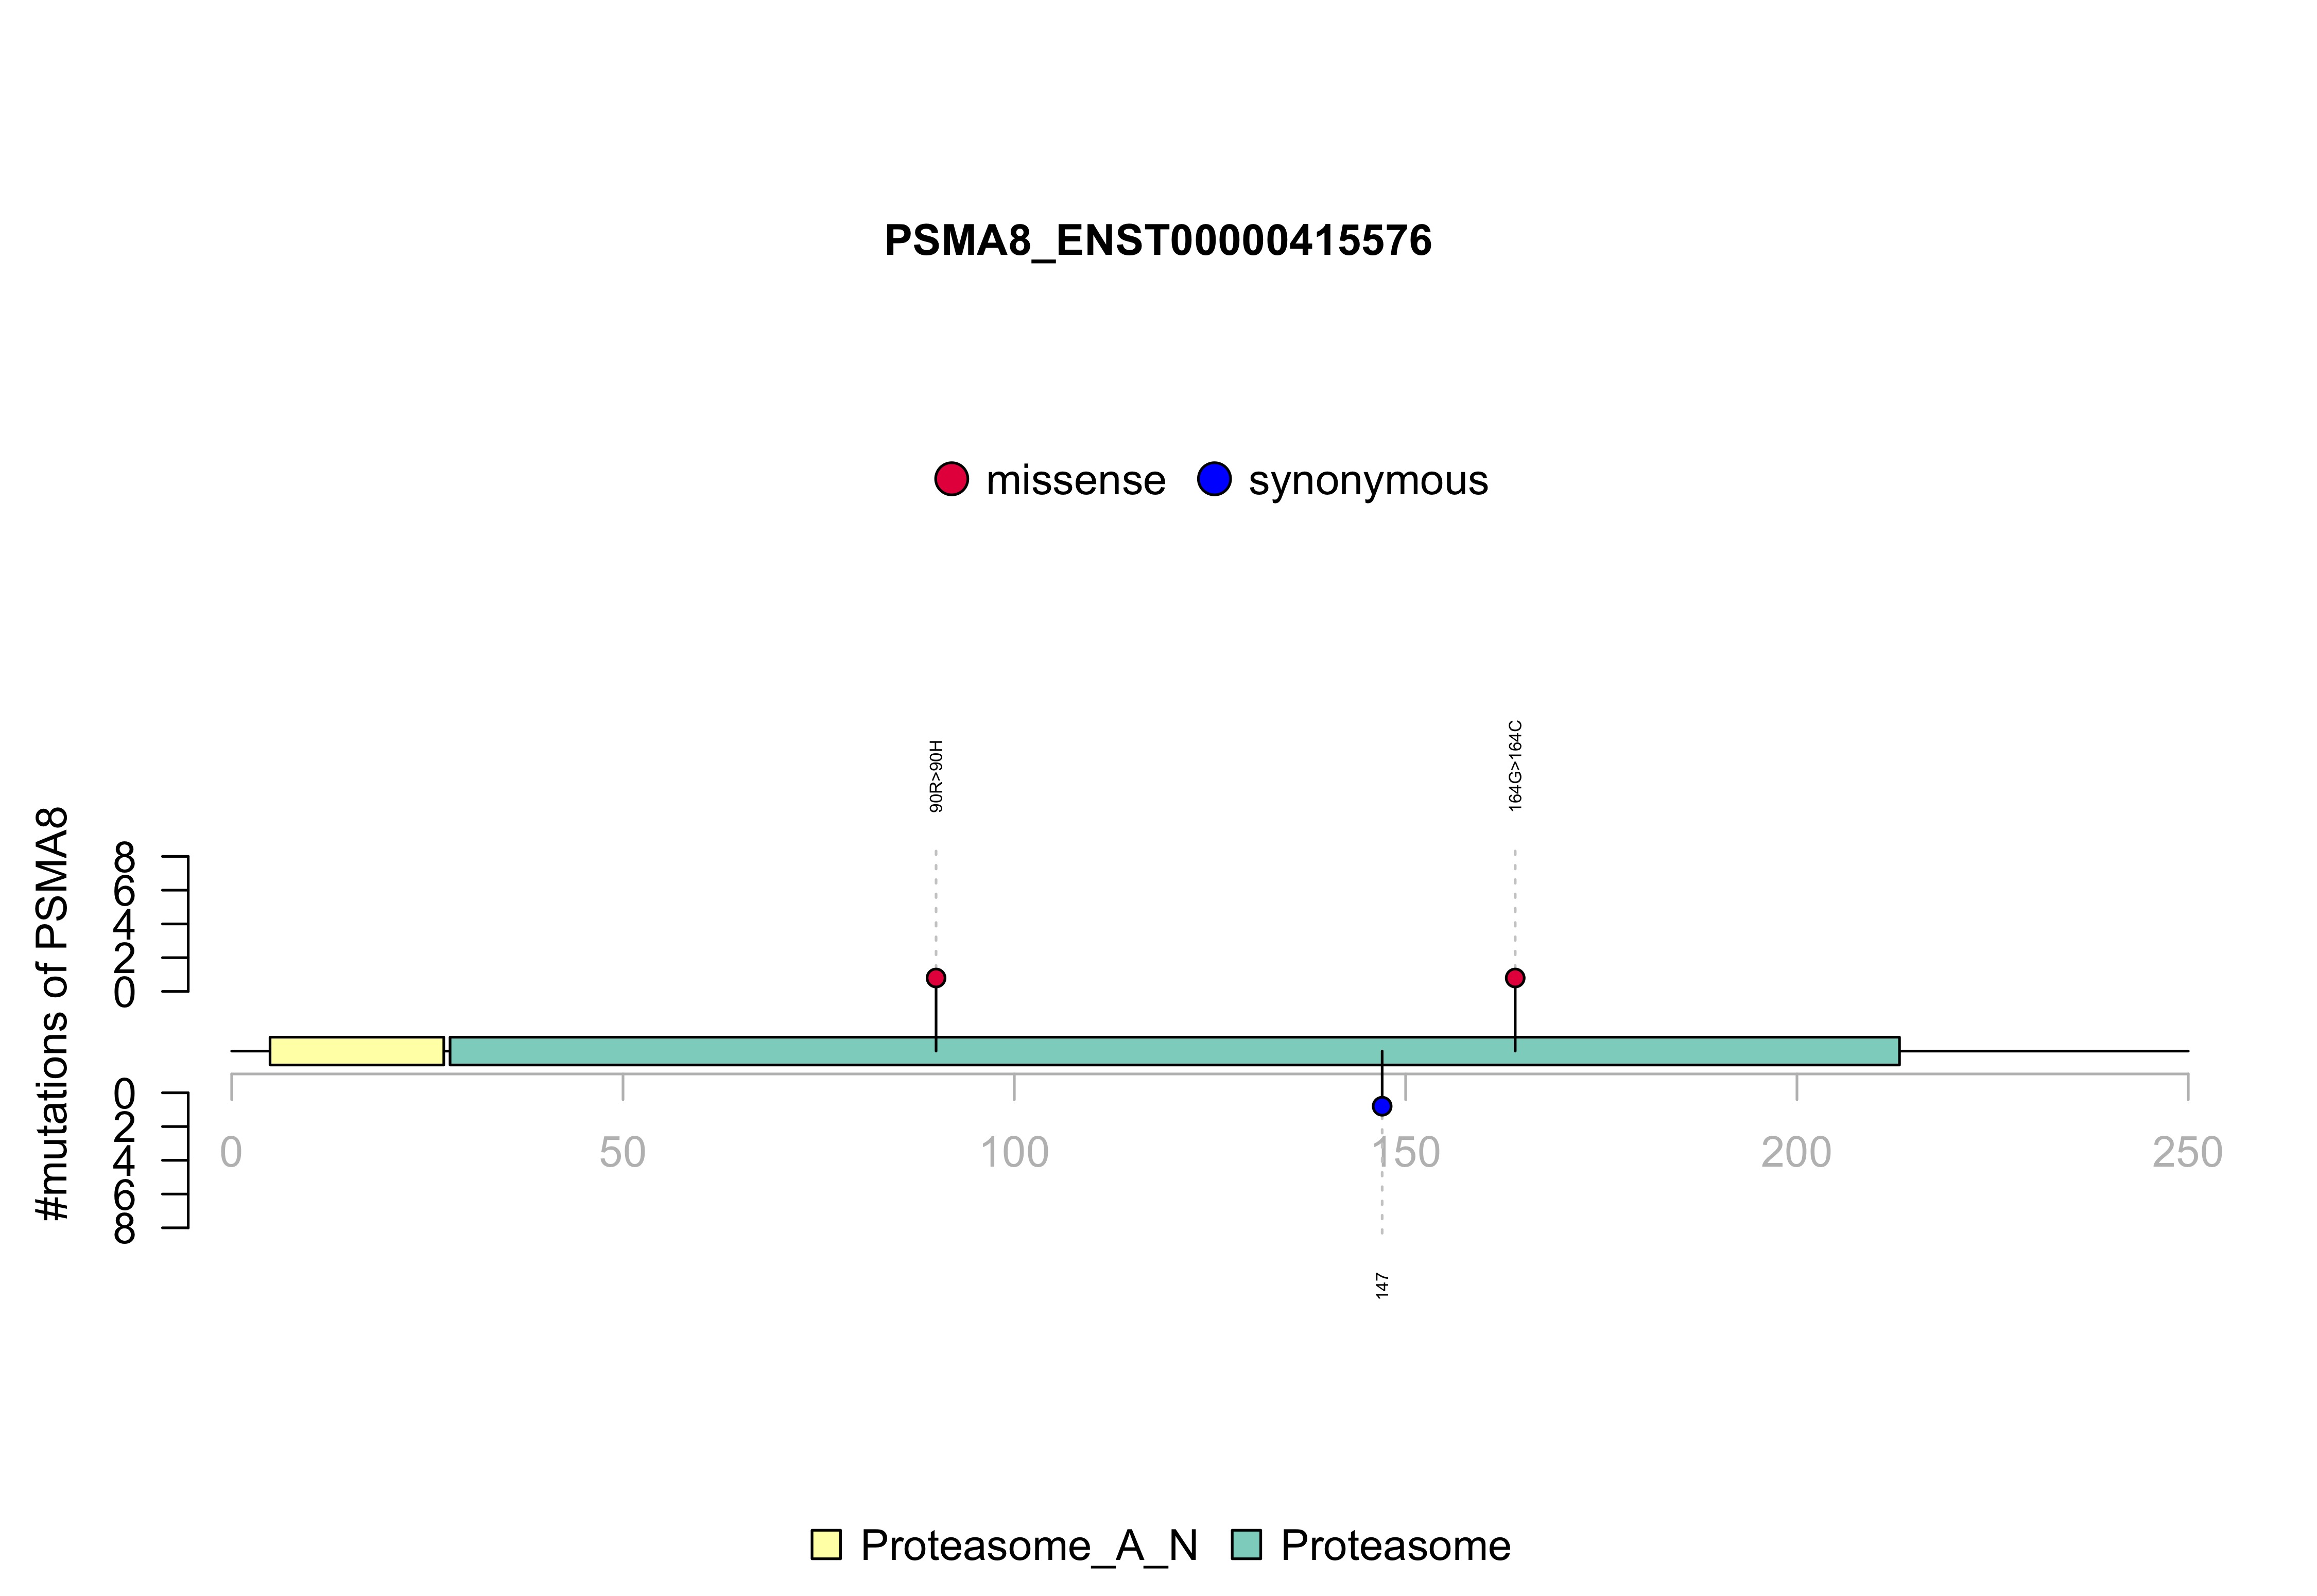 PSMA8_ENST00000415576
missense synonymous
90R>90H
164G>164C
#mutations of PSMA8
8
6
4
2
0
0
2
4
6
8
0 50 100 150 200 250
147
Proteasome_A_N Proteasome